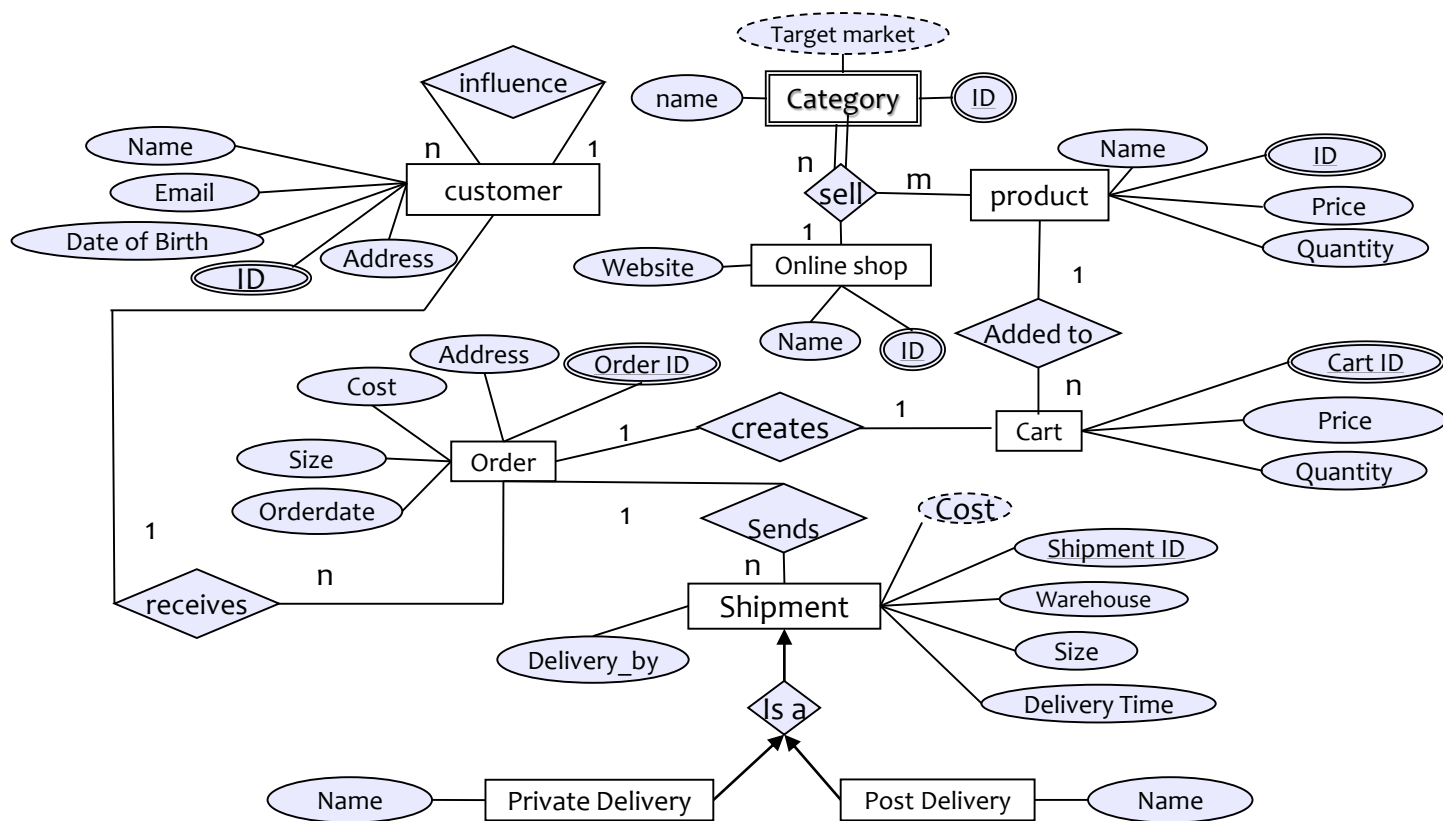 Target market
influence
name
Category
ID
Name
n
1
n
Name
ID
Email
customer
sell
m
product
Price
Date of Birth
Address
1
Quantity
ID
Website
Online shop
1
Name
ID
Added to
Address
Order ID
Cart ID
Cost
n
1
1
creates
Cart
Price
Size
Order
Quantity
Orderdate
1
Sends
Cost
1
Shipment ID
n
n
receives
Shipment
Warehouse
Delivery_by
Size
Is a
Delivery Time
Name
Private Delivery
Post Delivery
Name